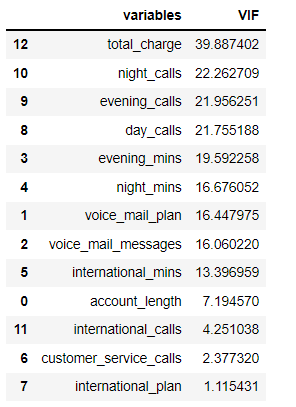 variables VIF
12 total_charge 39.887402
10 night_calls 22.262709
9 evening_calls 21.956251
8 day_calls 21.755188
3 evening_mins 19.592258
4 night_mins 16.676052
1 voice_mail_plan 16.447975
2 voice_mail_messages 16.060220
5 international_mins 13.396959
0 account_length 7.194570
11 international_calls 4.251038
6 customer_service_calls 2.377320
7 international_plan 1.115431